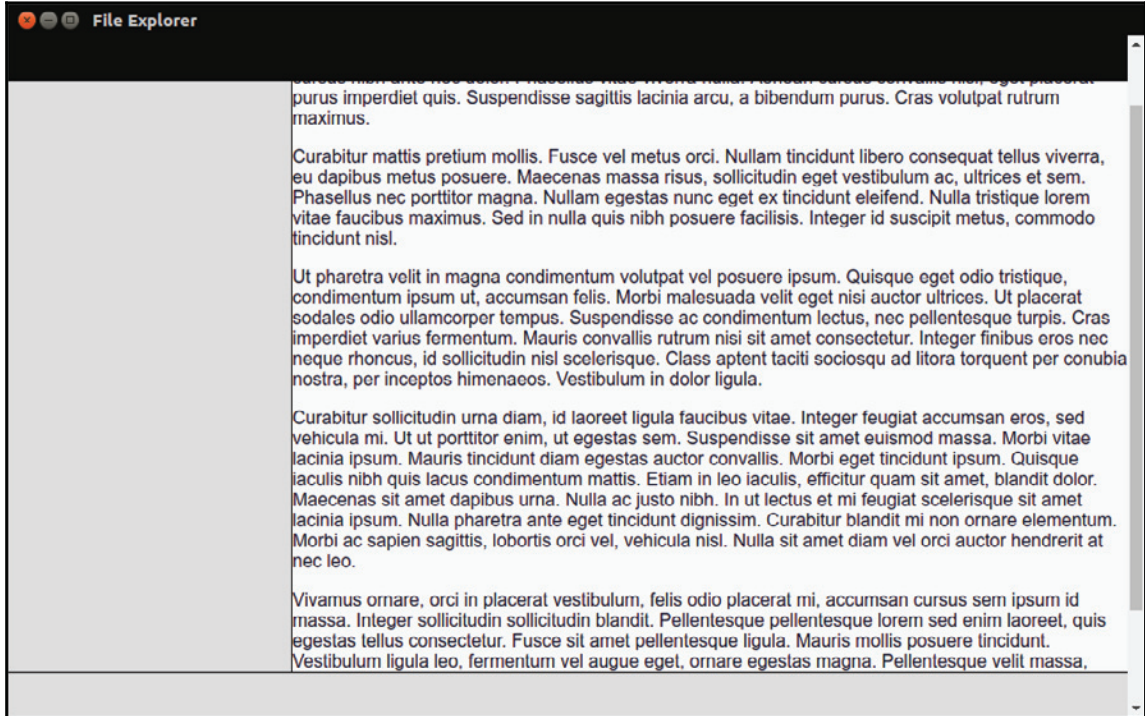 File Explorer
purus imperdiet quis. Suspendisse sagittis lacinia arcu, a bibendum purus. Cras volutpat rutrum
maximus.
Curabitur mattis pretium mollis. Fusce vel metus orci. Nullam tincidunt libero consequat tellus viverra,
eu dapibus metus posuere. Maecenas massa risus, sollicitudin eget vestibulum ac, ultrices et sem.
Phasellus nec porttitor magna. Nullam egestas nunc eget ex tincidunt eleifend. Nulla tristique lorem
vitae faucibus maximus. Sed in nulla quis nibh posuere facilisis. Integer id suscipit metus, commodo
tincidunt nisl.
Ut pharetra velit in magna condimentum volutpat vel posuere ipsum. Quisque eget odio tristique,
condimentum ipsum ut, accumsan felis. Morbi malesuada velit eget nisi auctor ultrices. Ut placerat
sodales odio ullamcorper tempus. Suspendisse ac condimentum lectus, nec pellentesque turpis. Cras
imperdiet varius fermentum. Mauris convallis rutrum nisi sit amet consectetur. Integer finibus eros nec
neque rhoncus, id sollicitudin nisl scelerisque. Class aptent taciti sociosqu ad litora torquent per conubia
nostra, per inceptos himenaeos. Vestibulum in dolor ligula.
Curabitur sollicitudin urna diam, id laoreet ligula faucibus vitae. Integer feugiat accumsan eros, sed
vehicula mi. Ut ut porttitor enim, ut egestas sem. Suspendisse sit amet euismod massa. Morbi vitae
lacinia ipsum. Mauris tincidunt diam egestas auctor convallis. Morbi eget tincidunt ipsum. Quisque
iaculis nibh quis lacus condimentum mattis. Etiam in leo iaculis, efficitur quam sit amet, blandit dolor.
Maecenas sit amet dapibus urna. Nulla ac justo nibh. In ut lectus et mi feugiat scelerisque sit amet
lacinia ipsum. Nulla pharetra ante eget tincidunt dignissim. Curabitur blandit mi non ornare elementum.
Morbi ac sapien sagittis, lobortis orci vel, vehicula nisl. Nulla sit amet diam vel orci auctor hendrerit at
nec leo.
Vivamus ornare, orci in placerat vestibulum, felis odio placerat mi, accumsan cursus sem ipsum id
massa. Integer sollicitudin sollicitudin blandit. Pellentesque pellentesque lorem sed enim laoreet, quis
egestas tellus consectetur. Fusce sit amet pellentesque ligula. Mauris mollis posuere tincidunt.
Vestibulum ligula leo, fermentum vel augue eget, ornare egestas magna. Pellentesque velit massa,